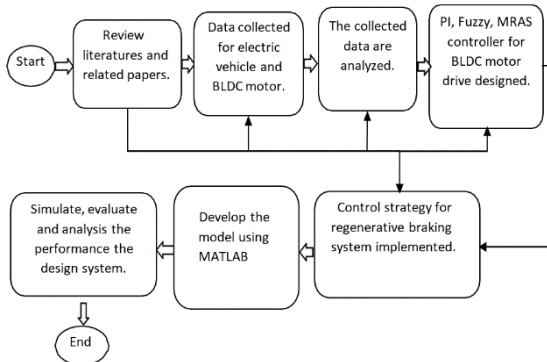 Start
Review
literatures and
related papers.
Data collected
for electric
vehicle and
BLDC motor.
The collected
data are
analyzed.
PI, Fuzzy, MRAS
controller for
BLDC motor
drive designed.
Simulate, evaluate
and analysis the
performance the
design system.
Develop the
model using
MATLAB
Control strategy for
regenerative braking
system implemented.
End